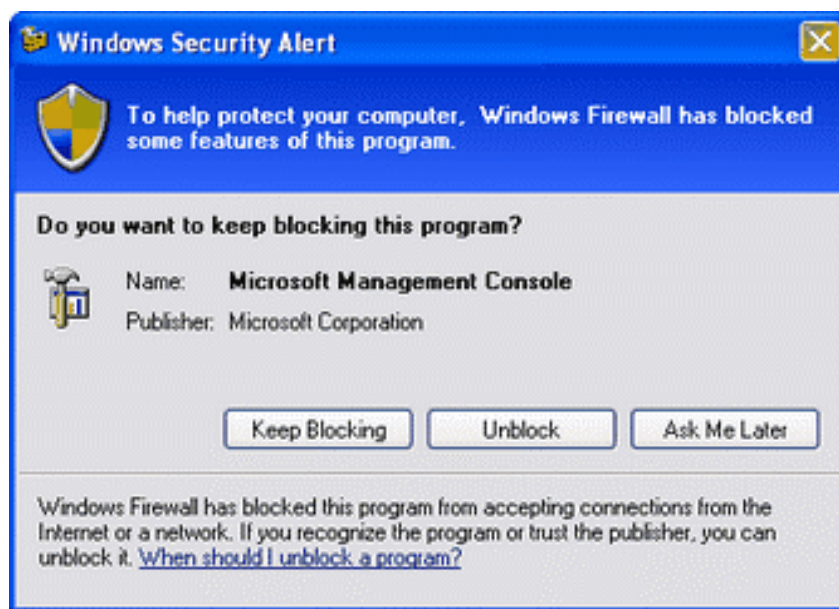 Windows Security Alert
To help protect your computer, Windows Firewall has blocked
some features of this program.
Do you want to keep blocking this program?
Name: Microsoft Management Console
Publisher: Microsoft Corporation
Keep Blocking Unblock Ask Me Later
Windows Firewall has blocked this program from accepting connections from the
Internet or a network. If you recognize the program or trust the publisher, you can
unblock it. When should I unblock a program?